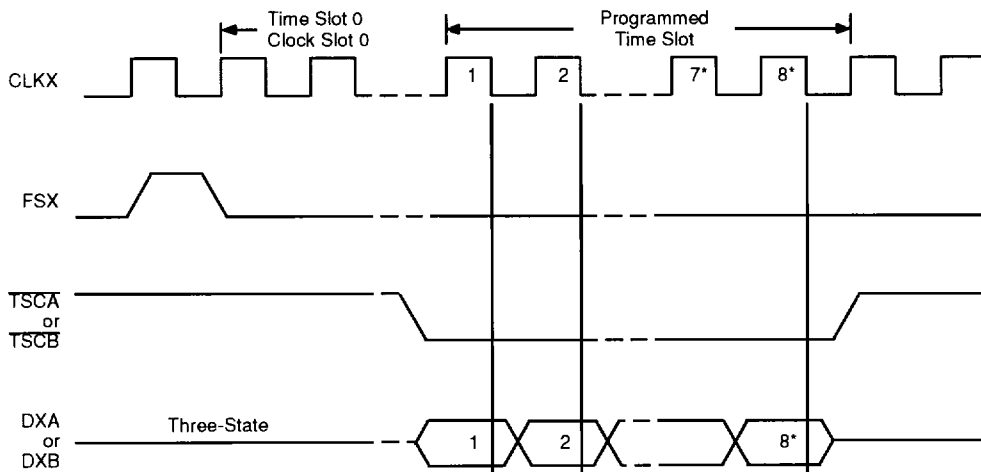 Time Slot 0
Clock Slot 0
Programmed
Time Slot
CLKX
1
2
7*
8*
FSX
TSCA
or
TSCB
DXA
or
DXB
Three-State
1
2
8*